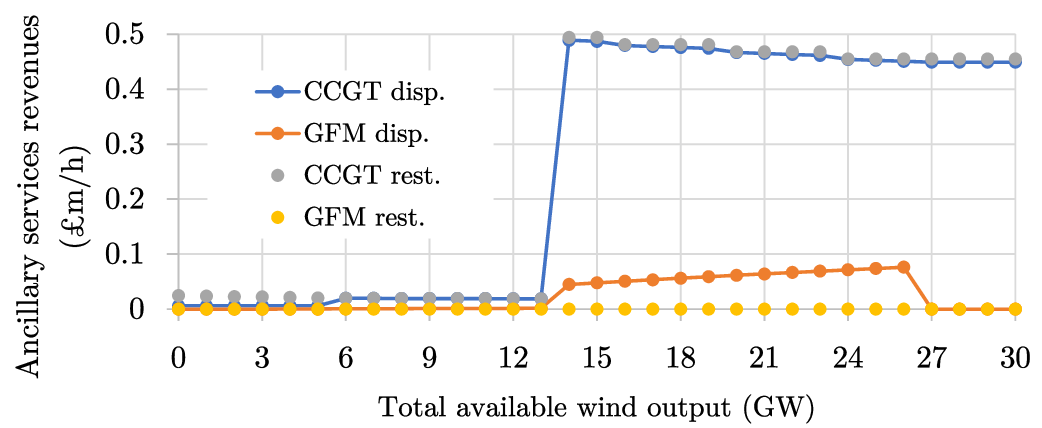 Ancillary services revenues
(£m/h)
0.5
0.4
0.3
0.2
0.1
0
CCGT disp.
GFM disp.
CCGT rest.
GFM rest.
0 3 6 9 12 15 18 21 24 27 30
Total available wind output (GW)